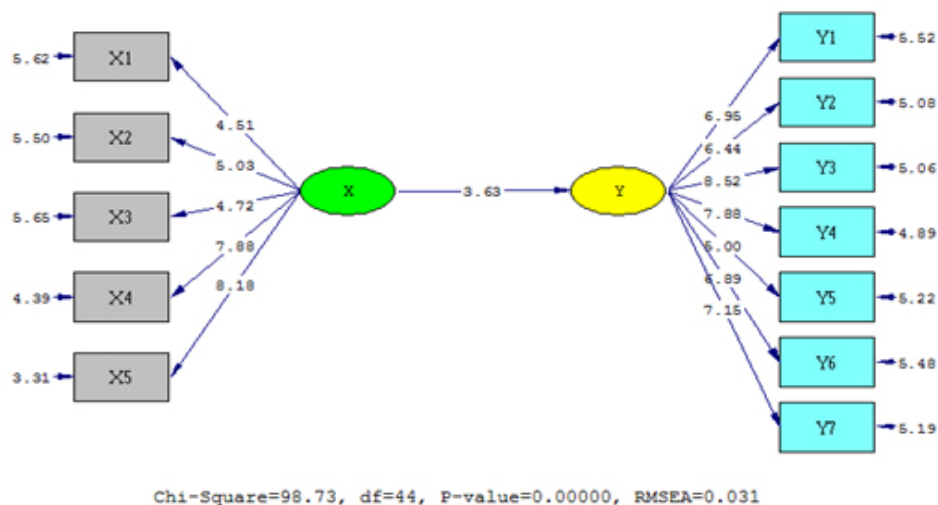 5.62 X1
5.50 X2
5.65 X3
4.39 X4
3.31 X5
4.51
5.03
4.72
7.88
8.18
X
3.63
Y
6.95
6.44
8.52
7.88
6.89
7.15
Y1 5.52
Y2 5.08
Y3 5.06
Y4 4.89
Y5 5.22
Y6 5.48
Y7 5.19
Chi-Square=98.73, df=44, P-value=0.00000, RMSEA=0.031